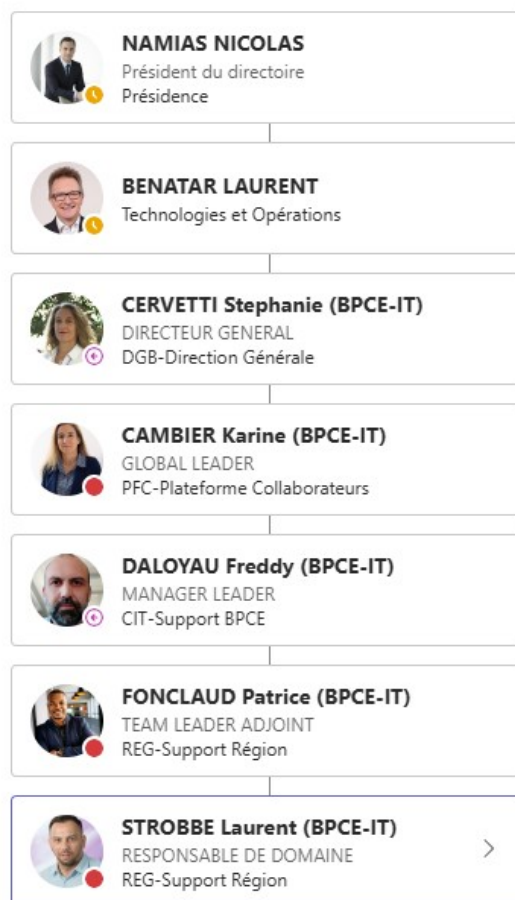 NAMIAS NICOLAS
Président du directoire
Présidence
BENATAR LAURENT
Technologies et Opérations
CERVETTI Stephanie (BPCE-IT)
DIRECTEUR GENERAL
DGB-Direction Générale
CAMBIER Karine (BPCE-IT)
GLOBAL LEADER
PFC-Plateforme Collaborateurs
DALOYAU Freddy (BPCE-IT)
MANAGER LEADER
CIT-Support BPCE
FONCLAUD Patrice (BPCE-IT)
TEAM LEADER ADJOINT
REG-Support Région
STROBBE Laurent (BPCE-IT)
RESPONSABLE DE DOMAINE
REG-Support Région